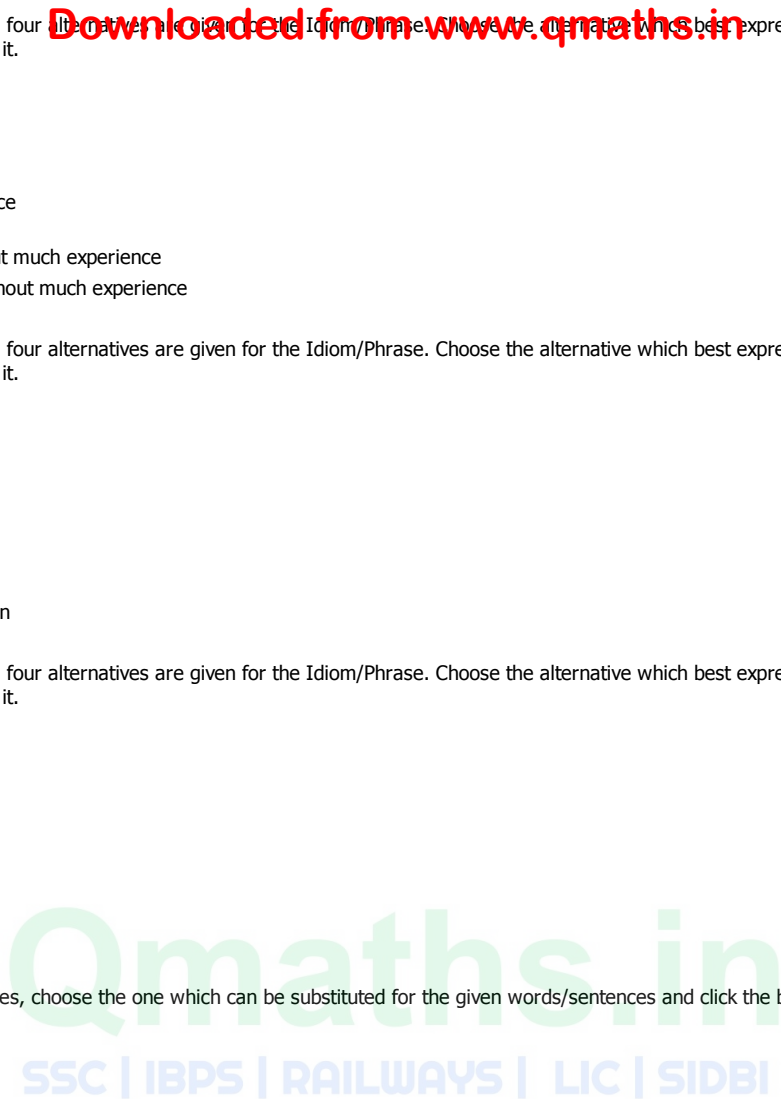 Downloaded from www.qmaths.in
four alternatives are given for the Idiom/Phrase. Choose the alternative which best expre
it.
ce
t much experience
hout much experience
four alternatives are given for the Idiom/Phrase. Choose the alternative which best expre
it.
n
four alternatives are given for the Idiom/Phrase. Choose the alternative which best expre
it.
Qmaths.in
es, choose the one which can be substituted for the given words/sentences and click the b
SSC | IBPS | RAILWAYS | LIC | SIDBI